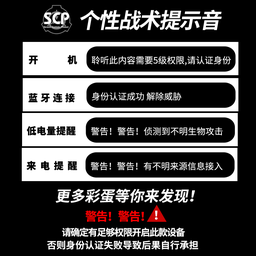 SCP 个性战术提示音
开机 聆听此内容需要5级权限,请认证身份
蓝牙连接 身份认证成功 解除威胁
低电量提醒 警告！警告！侦测到不明生物攻击
来电提醒 警告！警告！有不明来源信息接入
更多彩蛋等你来发现！
警告！警告！
请确定有足够权限开启此款设备
否则身份认证失败导致后果自行承担